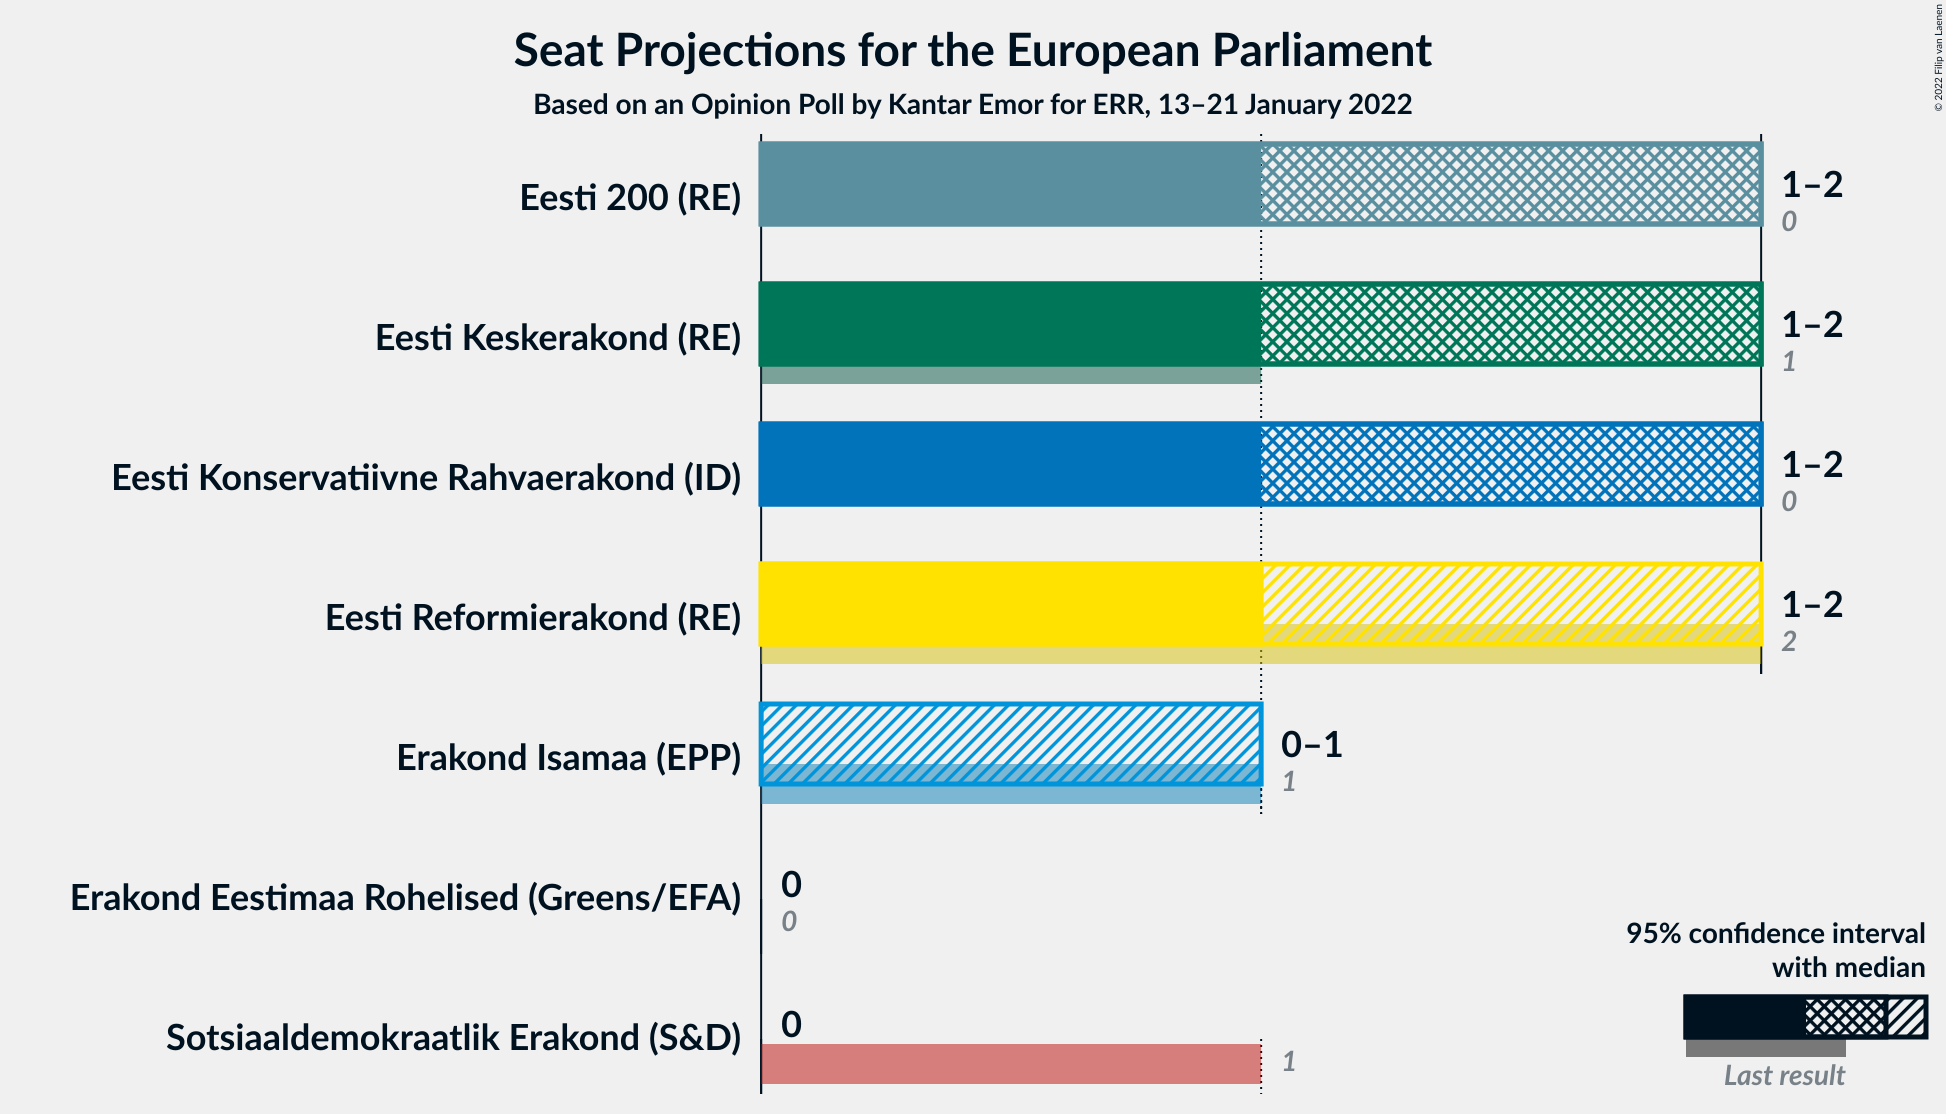 Seat Projections for the European Parliament
Based on an Opinion Poll by Kantar Emor for ERR, 13–21 January 2022
© 2022 Filip van Laenen
Eesti 200 (RE)
1–2
0
Eesti Keskerakond (RE)
1–2
1
Eesti Konservatiivne Rahvaerakond (ID)
1–2
0
Eesti Reformierakond (RE)
1–2
2
Erakond Isamaa (EPP)
0–1
1
Erakond Eestimaa Rohelised (Greens/EFA)
0
0
Sotsiaaldemokraatlik Erakond (S&D)
0
1
95% confidence interval
with median
Last result